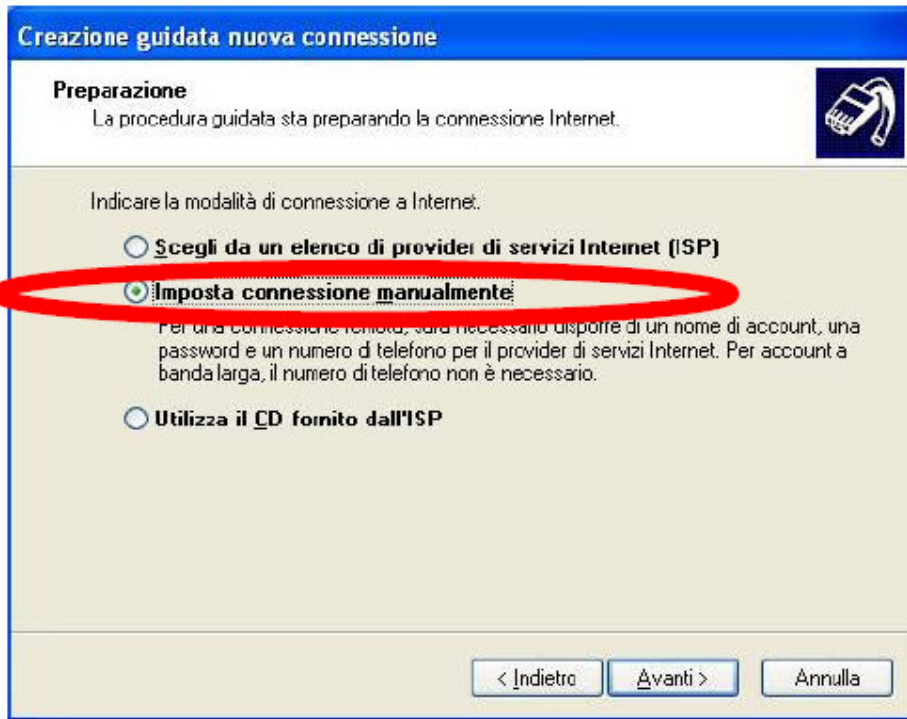 Creazione guidata nuova connessione
Preparazione
La procedura guidata sta preparando la connessione Internet.
Indicare la modalità di connessione a Internet.
Scegli da un elenco di provider di servizi Internet (ISP)
Imposta connessione manualmente
Per una connessione remota, sarà necessario disporre di un nome di account, una
password e un numero di telefono per il provider di servizi Internet. Per account a
banda larga, il numero di telefono non è necessario.
Utilizza il CD fornito dall'ISP
< Indietro
Avanti >
Annulla